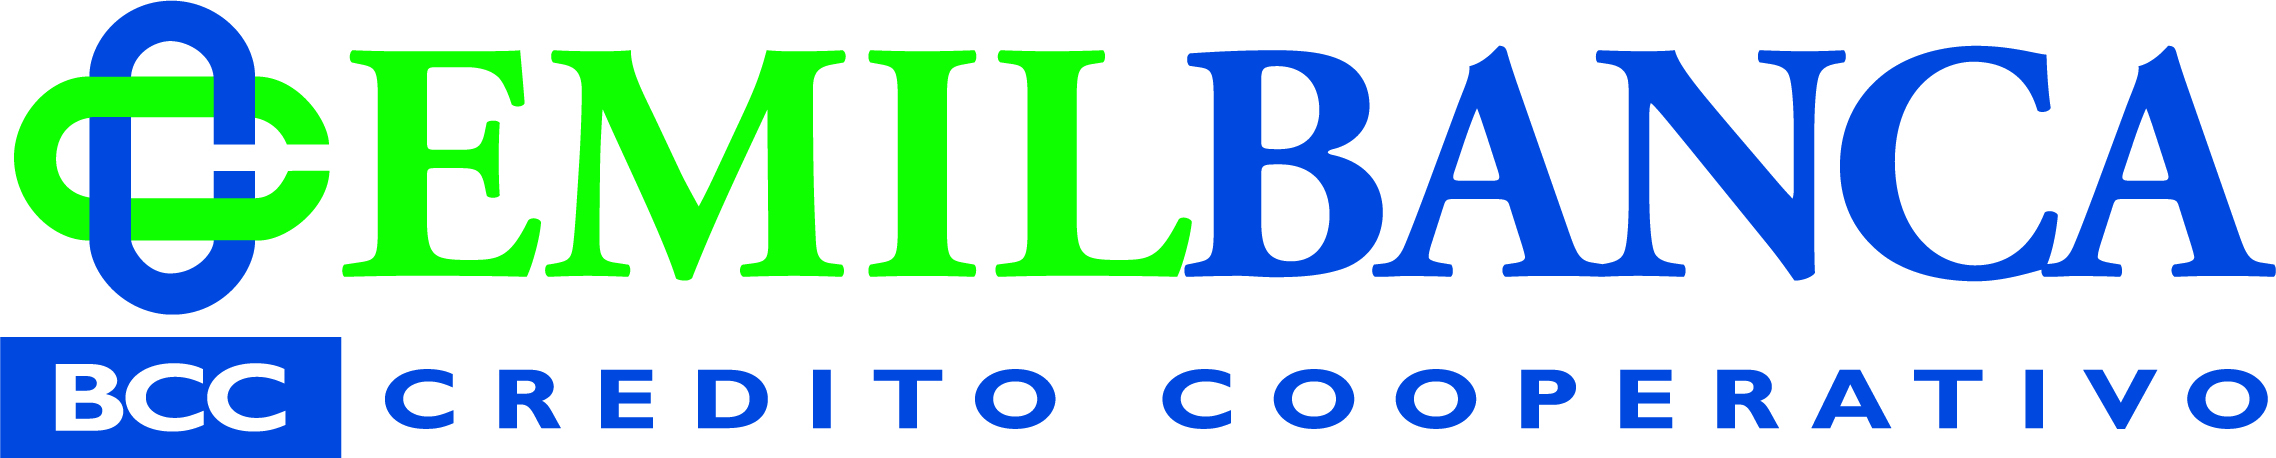 EMILBANCA
BCC CREDITO COOPERATIVO